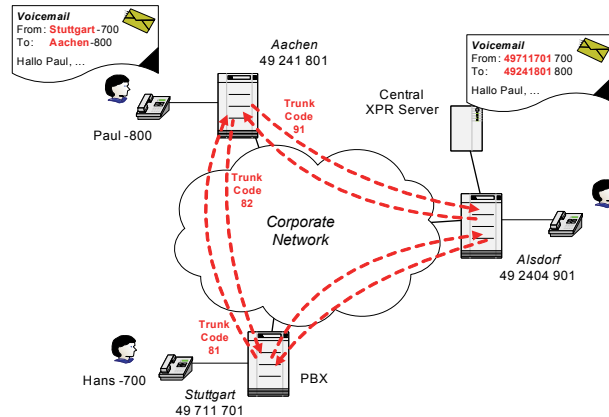 Voicemail
From: Stuttgart-700
To: Aachen-800
Hallo Paul, ...
Aachen
49 241 801
Voicemail
From: 49711701 700
To: 49241801 800
Hallo Paul, ...
Central
XPR Server
Trunk
Code
91
Paul -800
Trunk
Code
82
Corporate
Network
Alsdorf
49 2404 901
Trunk
Code
81
Hans -700
PBX
Stuttgart
49 711 701